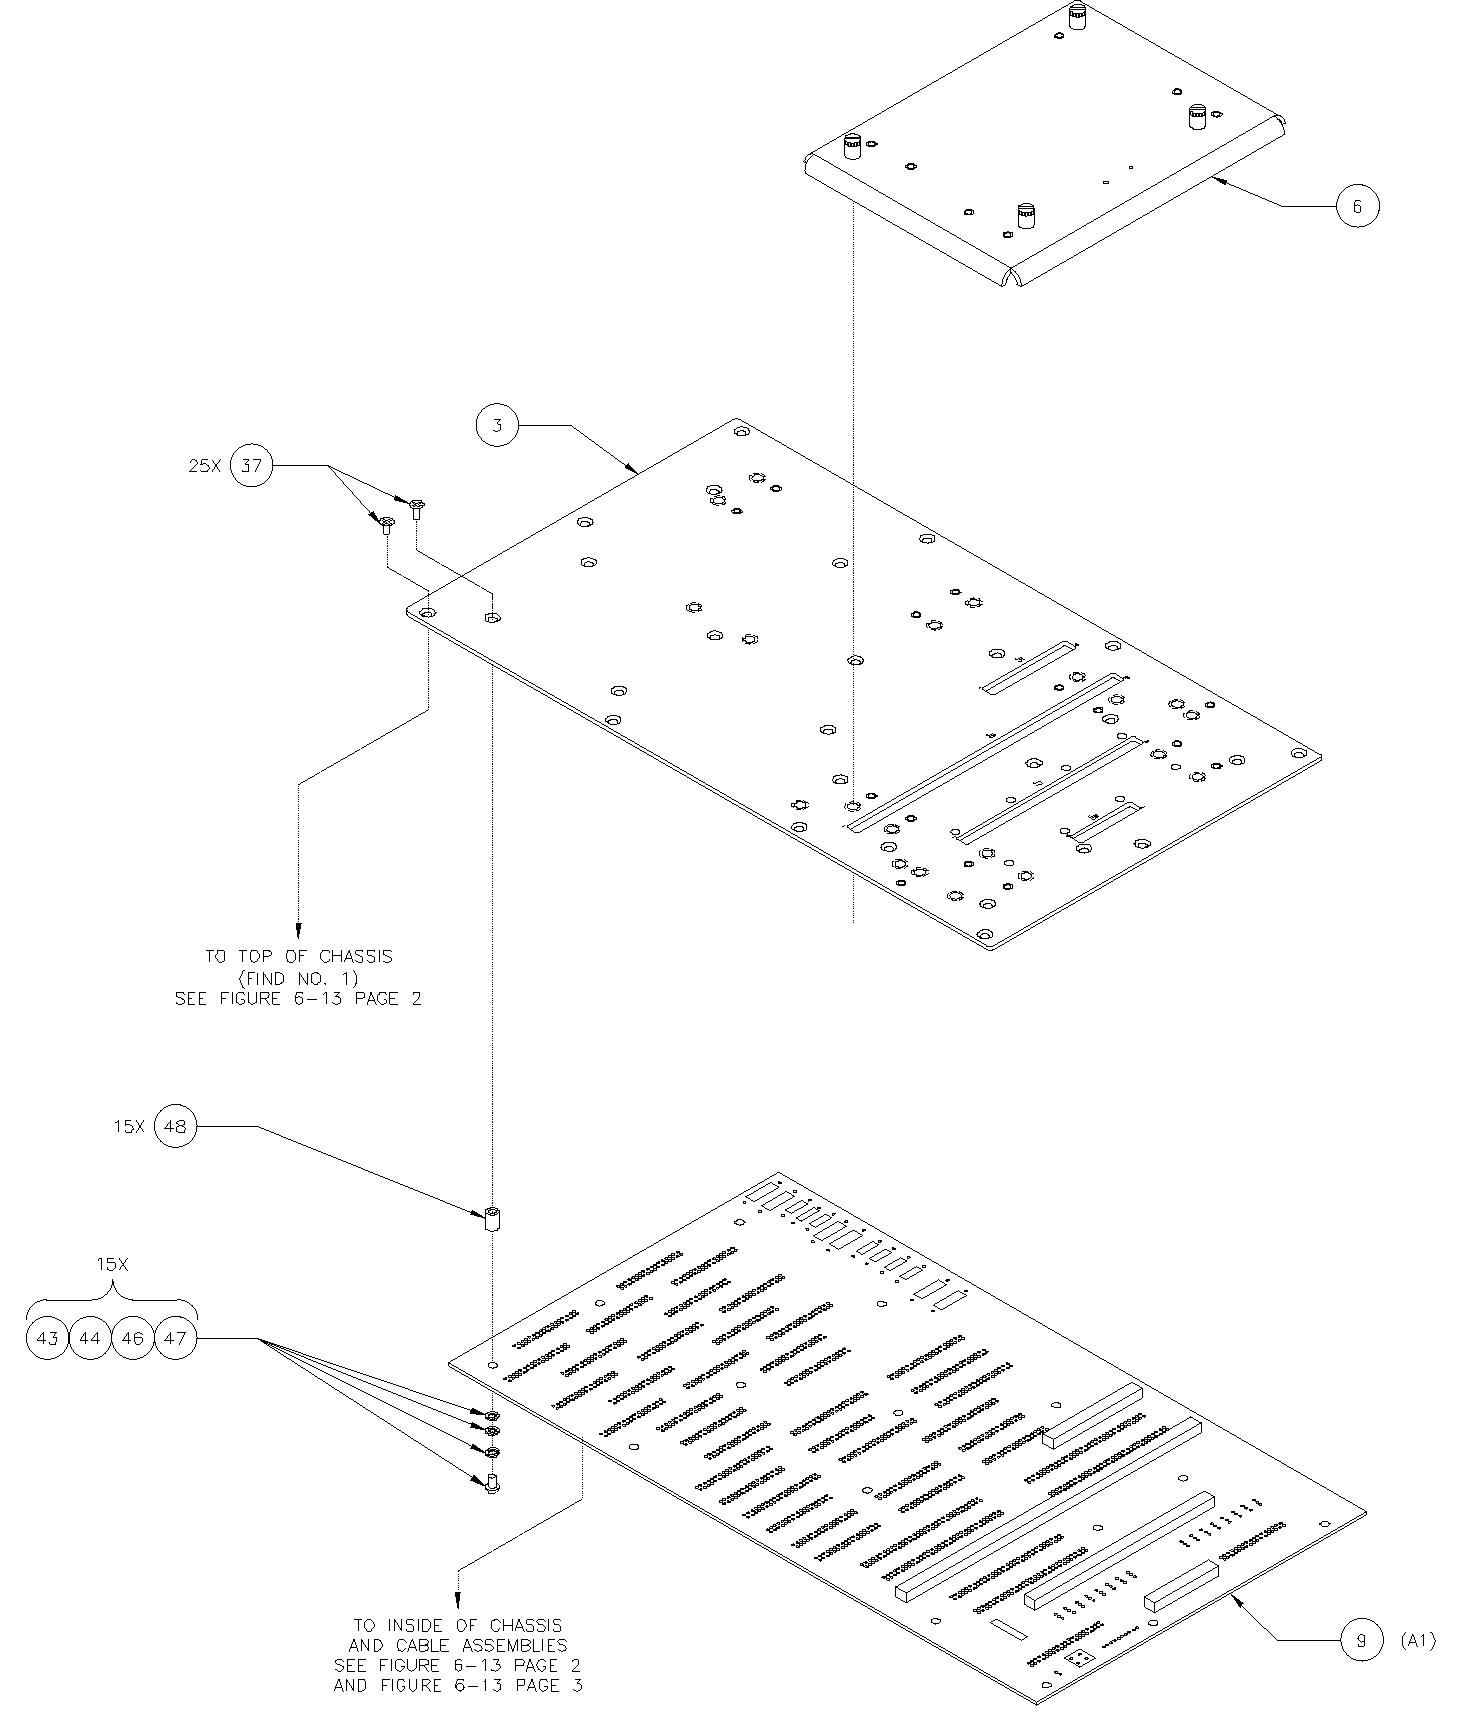 6
3
25X 37
TO TOP OF CHASSIS
(FIND NO. 1)
SEE FIGURE 6-13 PAGE 2
15X 48
15X
43 44 46 47
TO INSIDE OF CHASSIS
AND CABLE ASSEMBLIES
SEE FIGURE 6-13 PAGE 2
AND FIGURE 6-13 PAGE 3
9 (A1)